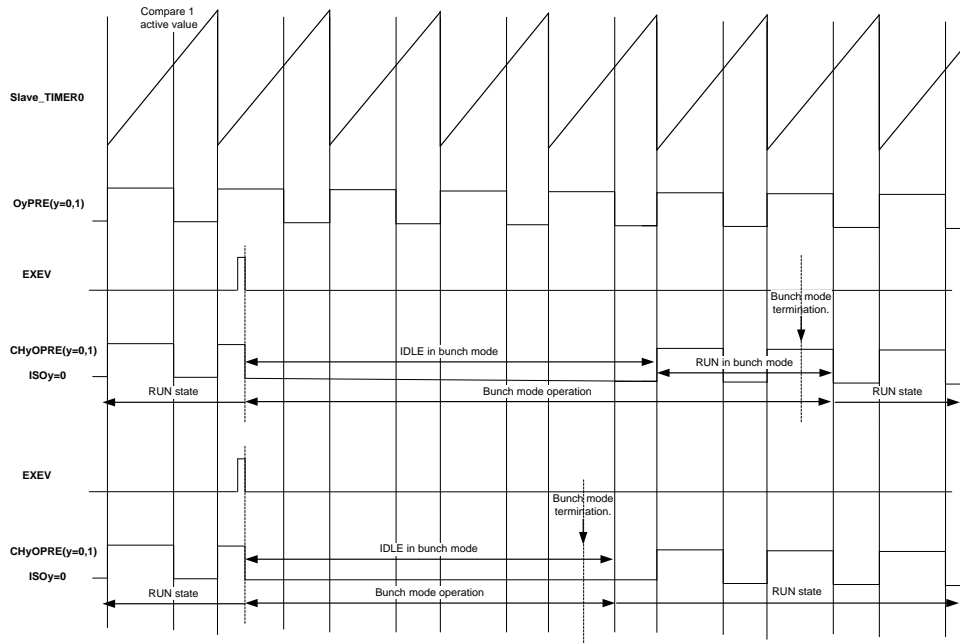 Compare 1
active value
Slave_TIMER0
OyPRE(y=0,1)
EXEV
Bunch mode
termination.
CHyOPRE(y=0,1)
IDLE in bunch mode
RUN in bunch mode
ISOy=0
RUN state
Bunch mode operation
RUN state
EXEV
Bunch mode
termination.
CHyOPRE(y=0,1)
IDLE in bunch mode
ISOy=0
RUN state
Bunch mode operation
RUN state